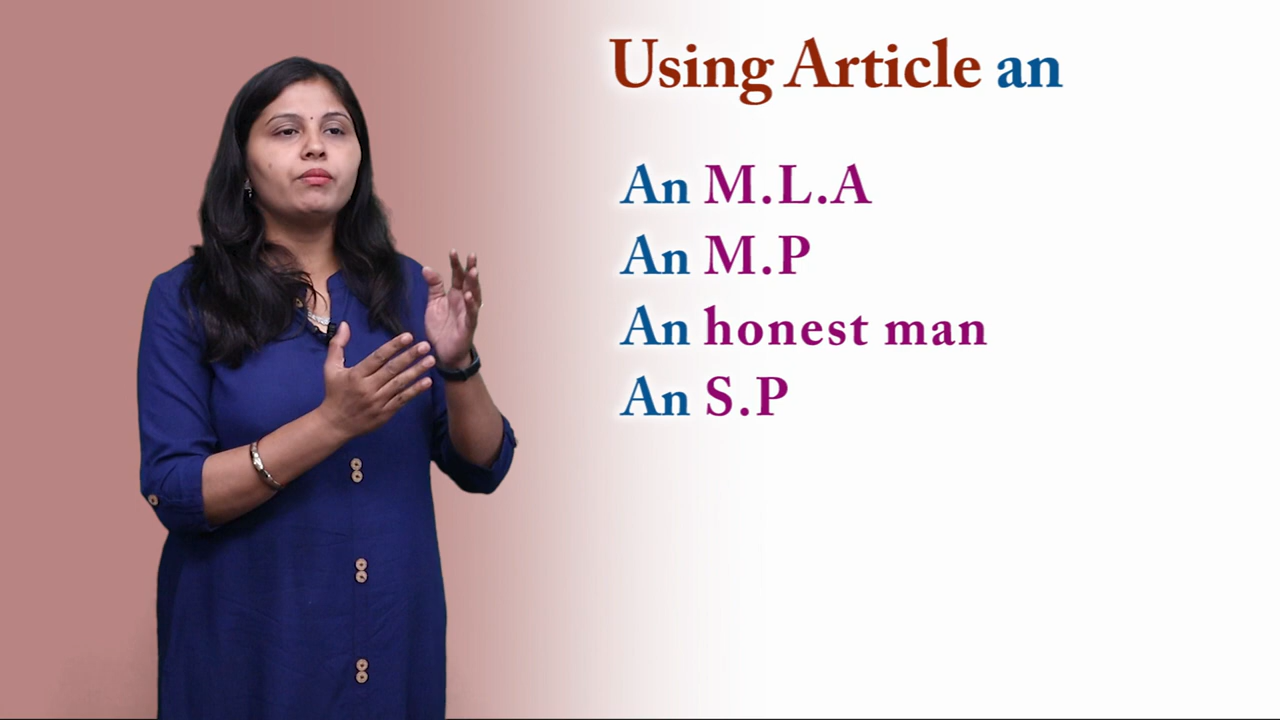 Using Article an
An M.L.A
An M.P
An honest man
An S.P